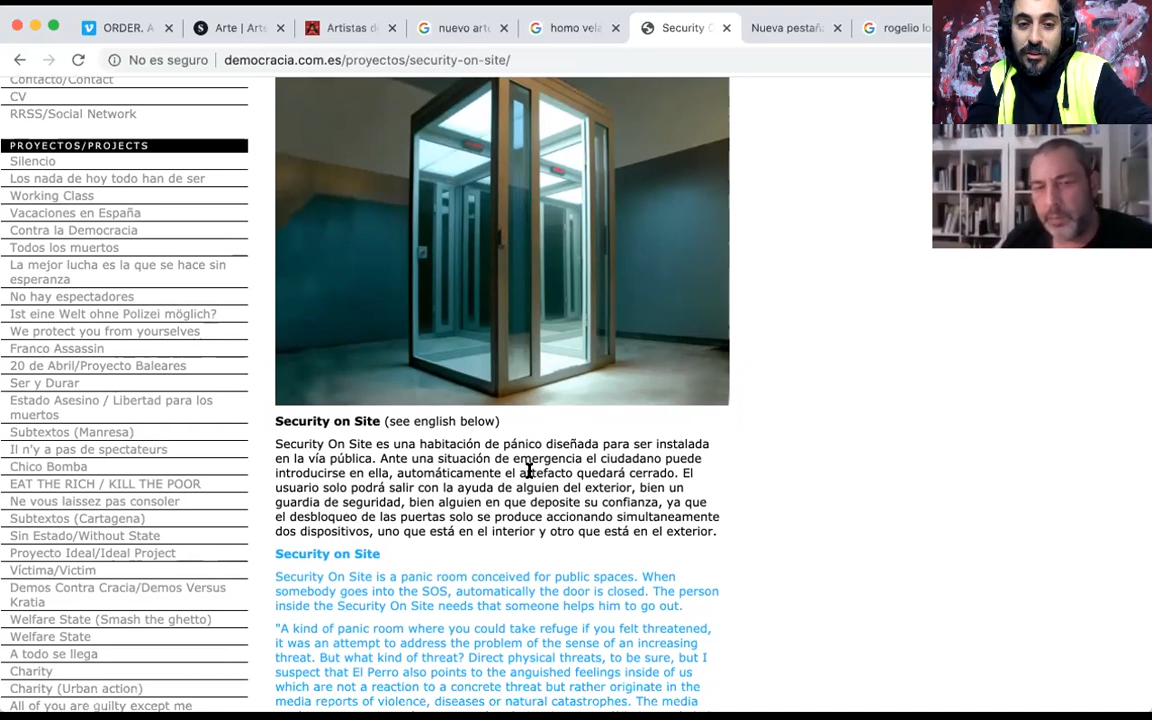 ORDER. A
Arte | Arte
Artistas d
nuevo art
homo vela
Security
Nueva pestañ
rogelio lo
No es seguro
democracia.com.es/proyectos/security-on-site/
Contacto/Contact
CV
RRSS/Social Network
PROYECTOS/PROJECTS
Silencio
Los nada de hoy todo han de ser
Working Class
Vacaciones en España
Contra la Democracia
Todos los muertos
La mejor lucha es la que se hace sin
esperanza
No hay espectadores
Ist eine Welt ohne Polizei möglich?
We protect you from yourselves
Franco Assassin
20 de Abril/Proyecto Baleares
Ser y Durar
Estado Asesino / Libertad para los
muertos
Subtextos (Manresa)
Il n'y a pas de spectateurs
Chico Bomba
EAT THE RICH / KILL THE POOR
Ne vous laissez pas consoler
Subtextos (Cartagena)
Sin Estado/Without State
Proyecto Ideal/Ideal Project
Víctima/Victim
Demos Contra Cracia/Demos Versus
Kratia
Welfare State (Smash the ghetto)
Welfare State
A todo se llega
Charity
Charity (Urban action)
All of you are guilty except me
Security on Site (see english below)
Security On Site es una habitación de pánico diseñada para ser instalada
en la vía pública. Ante una situación de emergencia el ciudadano puede
introducirse en ella, automáticamente el artefacto quedará cerrado. El
usuario solo podrá salir con la ayuda de alguien del exterior, bien un
guardia de seguridad, bien alguien en que deposite su confianza, ya que
el desbloqueo de las puertas solo se produce accionando simultaneamente
dos dispositivos, uno que está en el interior y otro que está en el exterior.
Security on Site
Security On Site is a panic room conceived for public spaces. When
somebody goes into the SOS, automatically the door is closed. The person
inside the Security On Site needs that someone helps him to go out.
"A kind of panic room where you could take refuge if you felt threatened,
it was an attempt to address the problem of the sense of an increasing
threat. But what kind of threat? Direct physical threats, to be sure, but I
suspect that El Perro also points to the anguished feelings inside of us
which are not a reaction to a concrete threat but rather originate in the
media reports of violence, diseases or natural catastrophes. The media